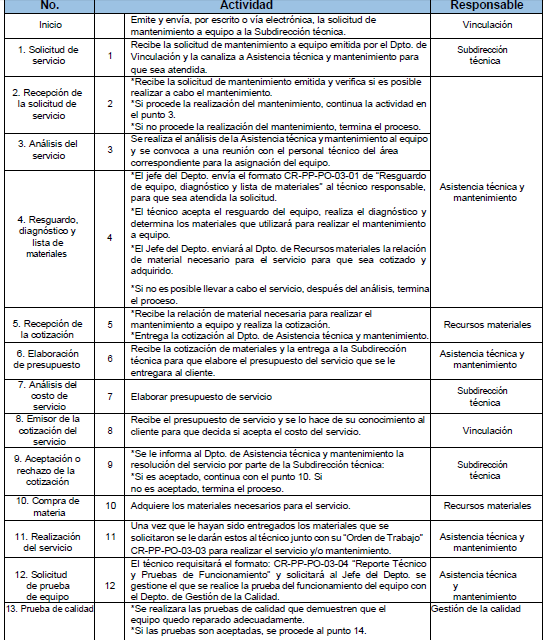 No. Actividad Responsable
Inicio
Emite y envía, por escrito o vía electrónica, la solicitud de
mantenimiento a equipo a la Subdirección técnica.
Vinculación
1. Solicitud de
servicio
1
Recibe la solicitud de mantenimiento a equipo emitida por el Dpto. de
Vinculación y la canaliza a Asistencia técnica y mantenimiento para
que sea atendida.
Subdirección
técnica
2. Recepción de
la solicitud de
servicio
2
*Recibe la solicitud de mantenimiento emitida y verifica si es posible
realizar a cabo el mantenimiento.
*Si procede la realización del mantenimiento, continua la actividad en
el punto 3.
*Si no procede la realización del mantenimiento, termina el proceso.
3. Análisis del
servicio
3
Se realiza el análisis de la Asistencia técnica y mantenimiento al equipo
y se convoca a una reunión con el personal técnico del área
correspondiente para la asignación del equipo.
4. Resguardo,
diagnóstico y
lista de
materiales
4
*El jefe del Depto. envía el formato CR-PP-PO-03-01 de “Resguardo
de equipo, diagnóstico y lista de materiales” al técnico responsable,
para que sea atendida la solicitud.
*El técnico acepta el resguardo del equipo, realiza el diagnóstico y
determina los materiales que utilizará para realizar el mantenimiento
a equipo.
*El Jefe del Depto. enviará al Dpto. de Recursos materiales la relación
de material necesario para el servicio para que sea cotizado y
adquirido.
*Si no es posible llevar a cabo el servicio, después del análisis, termina
el proceso.
Asistencia técnica y
mantenimiento
5. Recepción de
la cotización
5
*Recibe la relación de material necesaria para realizar el
mantenimiento a equipo y realiza la cotización.
*Entrega la cotización al Dpto. de Asistencia técnica y mantenimiento.
Recursos materiales
6. Elaboración
de presupuesto
6
Recibe la cotización de materiales y la entrega a la Subdirección
técnica para que elabore el presupuesto del servicio que se le
entregara al cliente.
Asistencia técnica y
mantenimiento
7. Análisis del
costo de
servicio
7
Elaborar presupuesto de servicio
Subdirección
técnica
8. Emisor de la
cotización del
servicio
8
Recibe el presupuesto de servicio y se lo hace de su conocimiento al
cliente para que decida si acepta el costo del servicio.
Vinculación
9. Aceptación o
rechazo de la
cotización
9
*Se le informa al Dpto. de Asistencia técnica y mantenimiento la
resolución del servicio por parte de la Subdirección técnica:
*Si es aceptado, continua con el punto 10. Si
no es aceptado, termina el proceso.
Subdirección
técnica
10. Compra de
materia
10
Adquiere los materiales necesarios para el servicio.
Recursos materiales
11. Realización
del servicio
11
Una vez que le hayan sido entregados los materiales que se
solicitaron se le darán estos al técnico junto con su “Orden de Trabajo”
CR-PP-PO-03-03 para realizar el servicio y/o mantenimiento.
Asistencia técnica y
mantenimiento
12. Solicitud
de prueba
de equipo
12
El técnico requisitará el formato: CR-PP-PO-03-04 “Reporte Técnico
y Pruebas de Funcionamiento” y solicitará al Jefe del Depto. se
gestione el que se realice la prueba del funcionamiento del equipo con
el Depto. de Gestión de la Calidad.
Asistencia técnica
y
mantenimiento
13. Prueba de calidad
*Se realizara las pruebas de calidad que demuestren que el
equipo quedo reparado adecuadamente.
*Si las pruebas son aceptadas, se procede al punto 14.
Gestión de la calidad